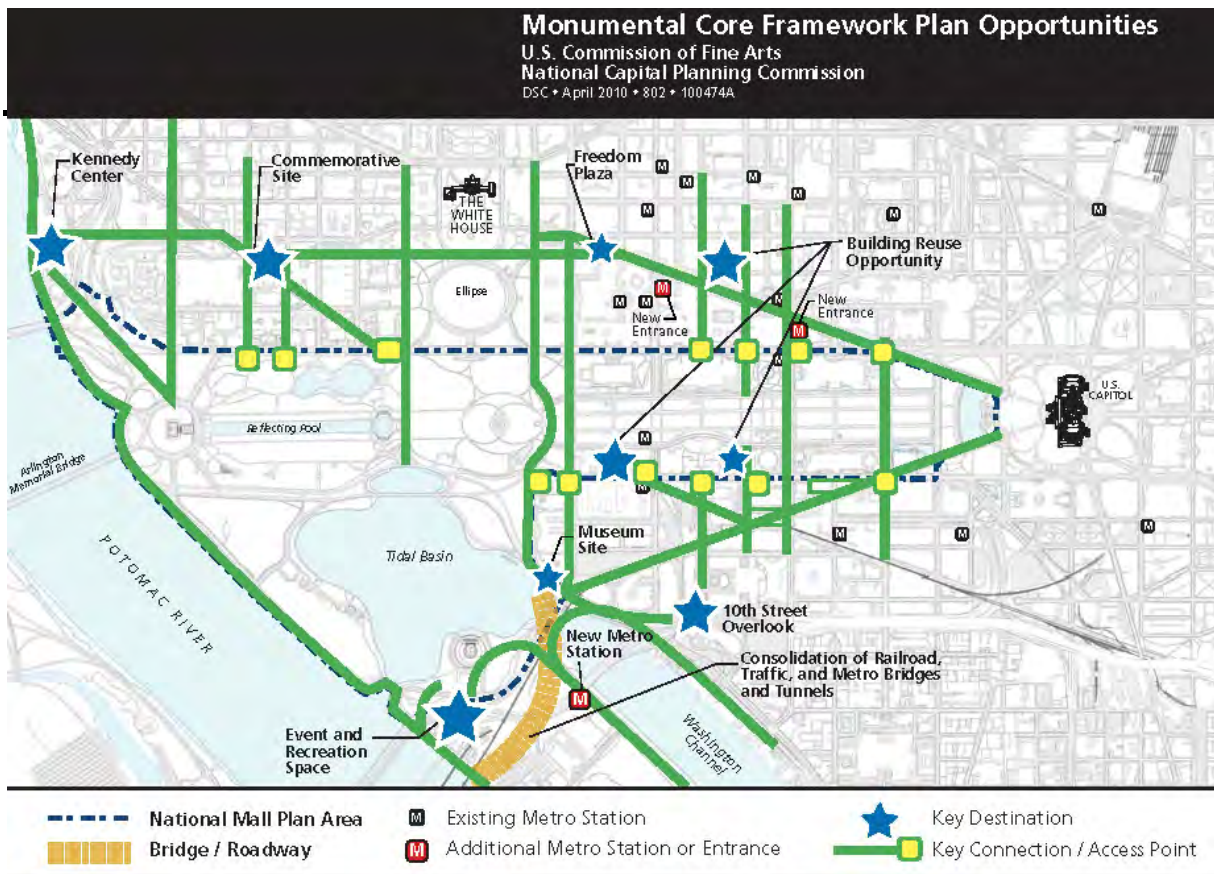 Monumental Core Framework Plan Opportunities
U.S. Commission of Fine Arts
National Capital Planning Commission
DSC • April 2010 • 802 • 100474A
Kennedy
Center
Commemorative
Site
THE
WHITE
HOUSE
Freedom
Plaza
M
M
M
M
M
M
M
Building Reuse
Opportunity
Ellipse
M
M
M
New
Entrance
M
New
Entrance
M
M
U.S.
CAPITOL
Reflecting Pool
M
Arlington
Memorial Bridge
M
M
M
M
POTOMAC RIVER
Tidal Basin
Museum
Site
10th Street
Overlook
New Metro
Station
M
Consolidation of Railroad,
Traffic, and Metro Bridges
and Tunnels
Event and
Recreation
Space
Washington
Channel
National Mall Plan Area
M Existing Metro Station
Key Destination
Bridge / Roadway
M Additional Metro Station or Entrance
Key Connection / Access Point